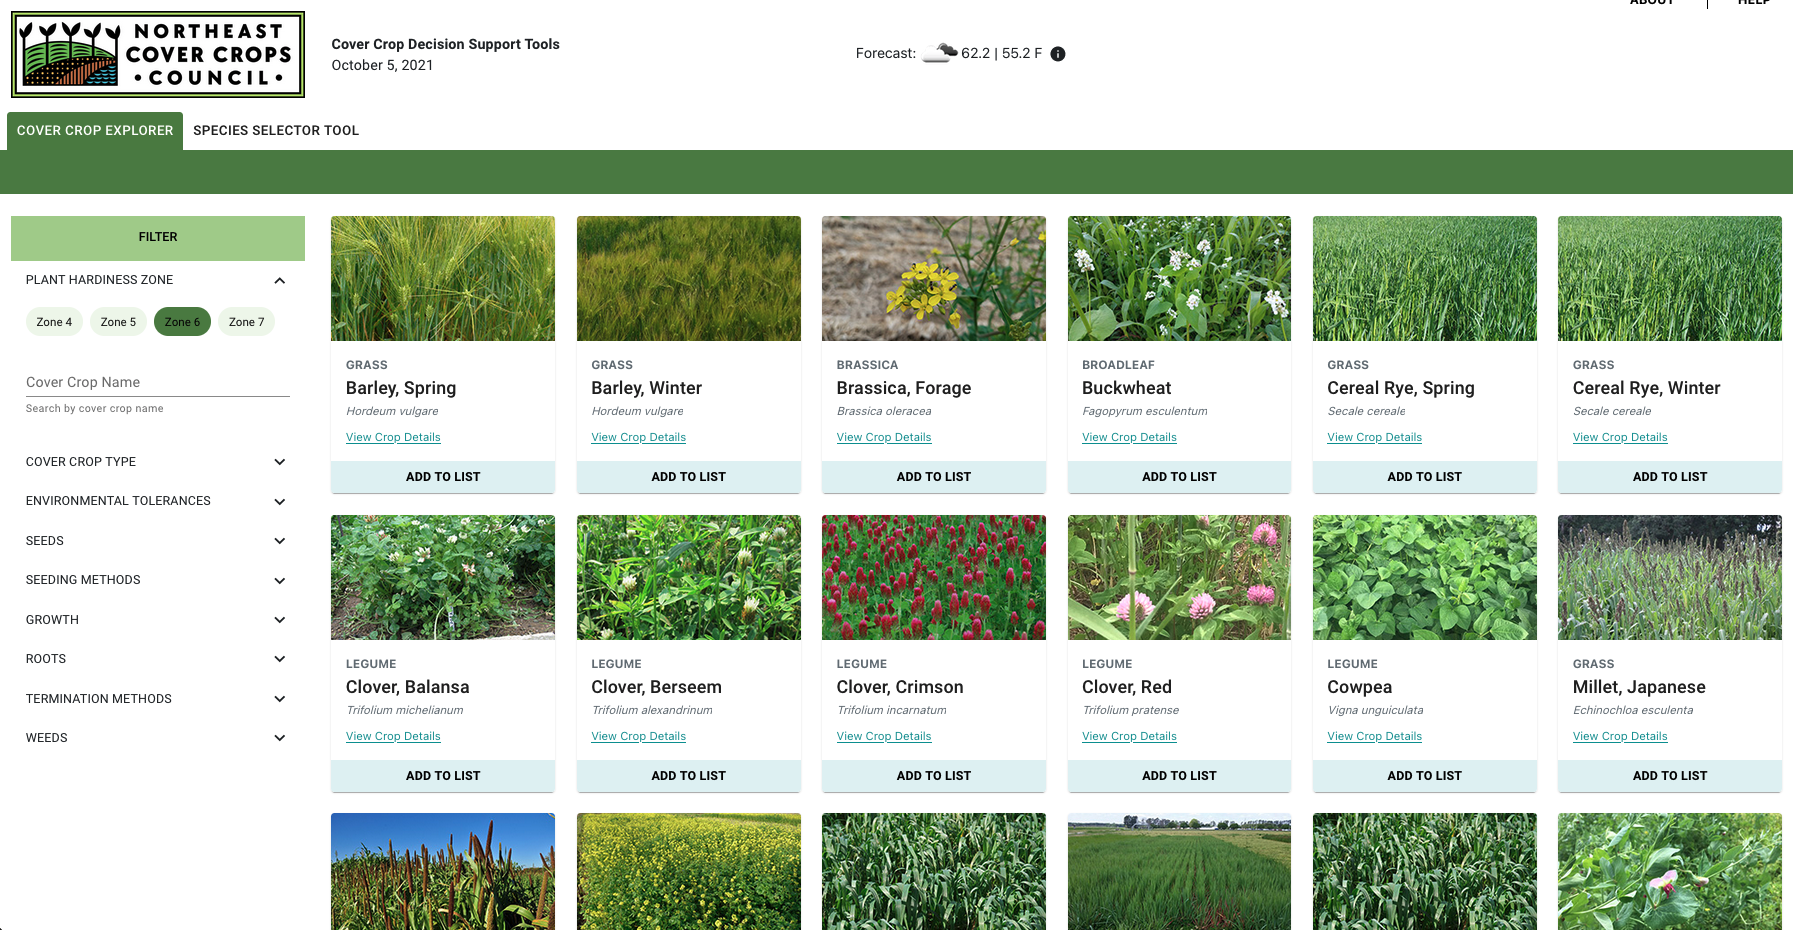 ABOUT
HELP
NORTHEAST
COVER CROPS
• COUNCIL •
Cover Crop Decision Support Tools
October 5, 2021
Forecast: 62.2 | 55.2 F
COVER CROP EXPLORER
SPECIES SELECTOR TOOL
FILTER
PLANT HARDINESS ZONE
Zone 4 Zone 5 Zone 6 Zone 7
Cover Crop Name
Search by cover crop name
COVER CROP TYPE
ENVIRONMENTAL TOLERANCES
SEEDS
SEEDING METHODS
GROWTH
ROOTS
TERMINATION METHODS
WEEDS
GRASS
Barley, Spring
Hordeum vulgare
View Crop Details
ADD TO LIST
GRASS
Barley, Winter
Hordeum vulgare
View Crop Details
ADD TO LIST
BRASSICA
Brassica, Forage
Brassica oleracea
View Crop Details
ADD TO LIST
BROADLEAF
Buckwheat
Fagopyrum esculentum
View Crop Details
ADD TO LIST
GRASS
Cereal Rye, Spring
Secale cereale
View Crop Details
ADD TO LIST
GRASS
Cereal Rye, Winter
Secale cereale
View Crop Details
ADD TO LIST
LEGUME
Clover, Balansa
Trifolium michelianum
View Crop Details
ADD TO LIST
LEGUME
Clover, Berseem
Trifolium alexandrinum
View Crop Details
ADD TO LIST
LEGUME
Clover, Crimson
Trifolium incarnatum
View Crop Details
ADD TO LIST
LEGUME
Clover, Red
Trifolium pratense
View Crop Details
ADD TO LIST
LEGUME
Cowpea
Vigna unguiculata
View Crop Details
ADD TO LIST
GRASS
Millet, Japanese
Echinochloa esculenta
View Crop Details
ADD TO LIST